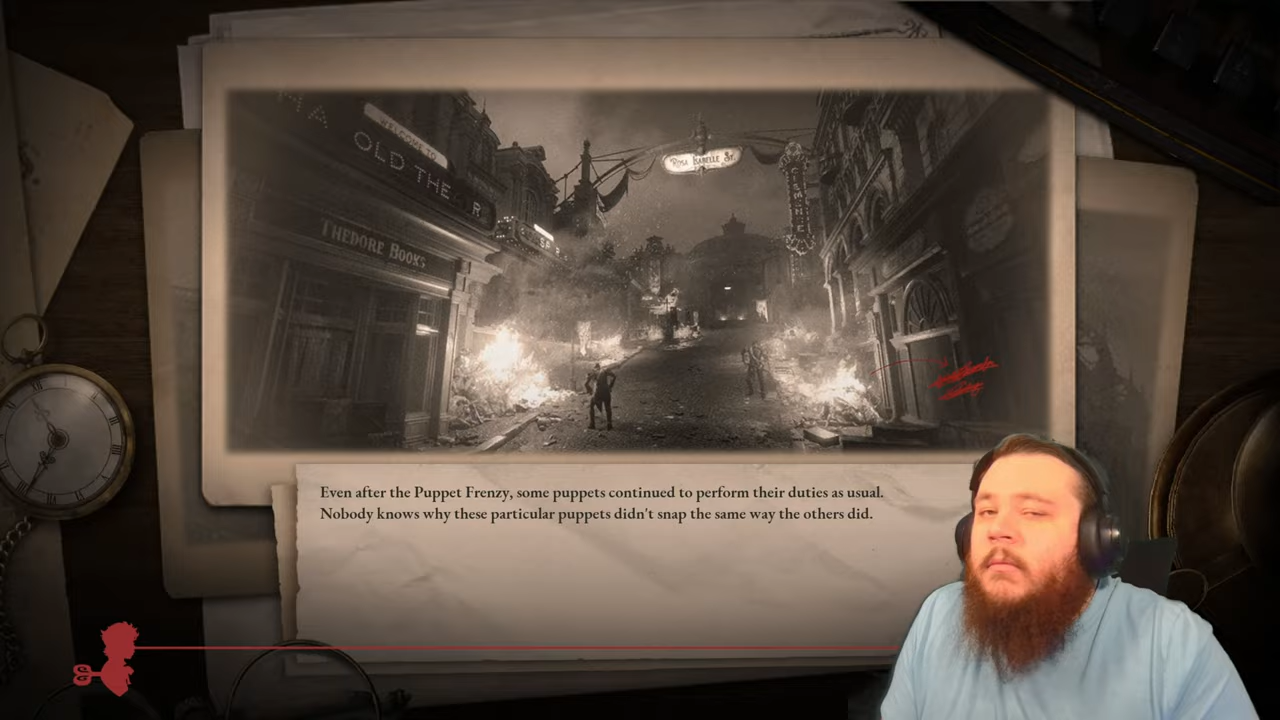 WELCOME TO
OLD THE R
THEDORE BOOKS
ROSA ISABELLE ST.
Even after the Puppet Frenzy, some puppets continued to perform their duties as usual.
Nobody knows why these particular puppets didn't snap the same way the others did.